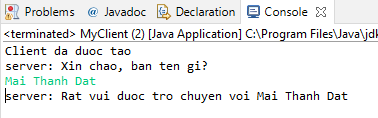 Problems @ Javadoc Declaration Console
<terminated> MyClient (2) [Java Application] C:\Program Files\Java\jdk
Client da duoc tao
server: Xin chao, ban ten gi?
Mai Thanh Dat
server: Rat vui duoc tro chuyen voi Mai Thanh Dat